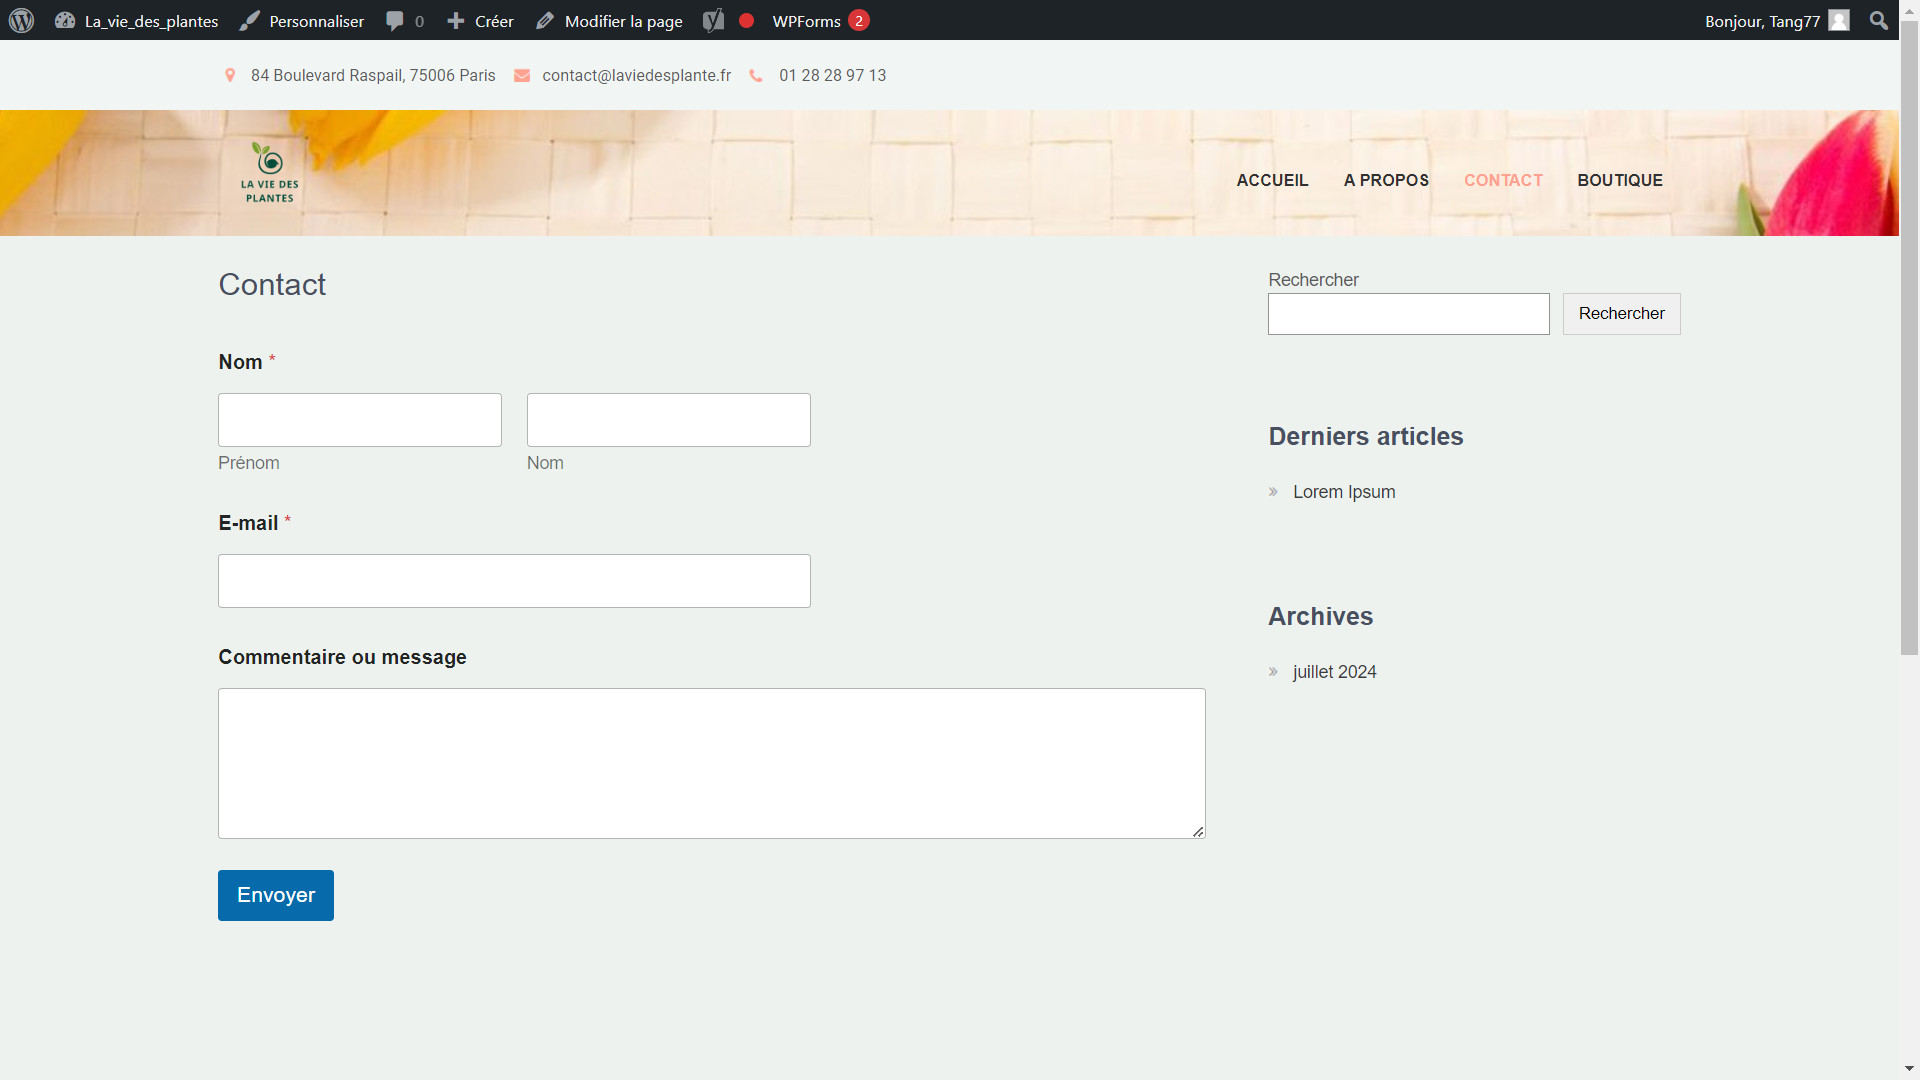 La_vie_des_plantes Personnaliser 0 Créer Modifier la page WPForms 2 Bonjour, Tang77
84 Boulevard Raspail, 75006 Paris contact@laviedesplante.fr 01 28 28 97 13
LA VIE DES
PLANTES
ACCUEIL A PROPOS CONTACT BOUTIQUE
Contact
Nom *
Prénom Nom
E-mail *
Commentaire ou message
Envoyer
Rechercher
Rechercher
Derniers articles
» Lorem Ipsum
Archives
» juillet 2024